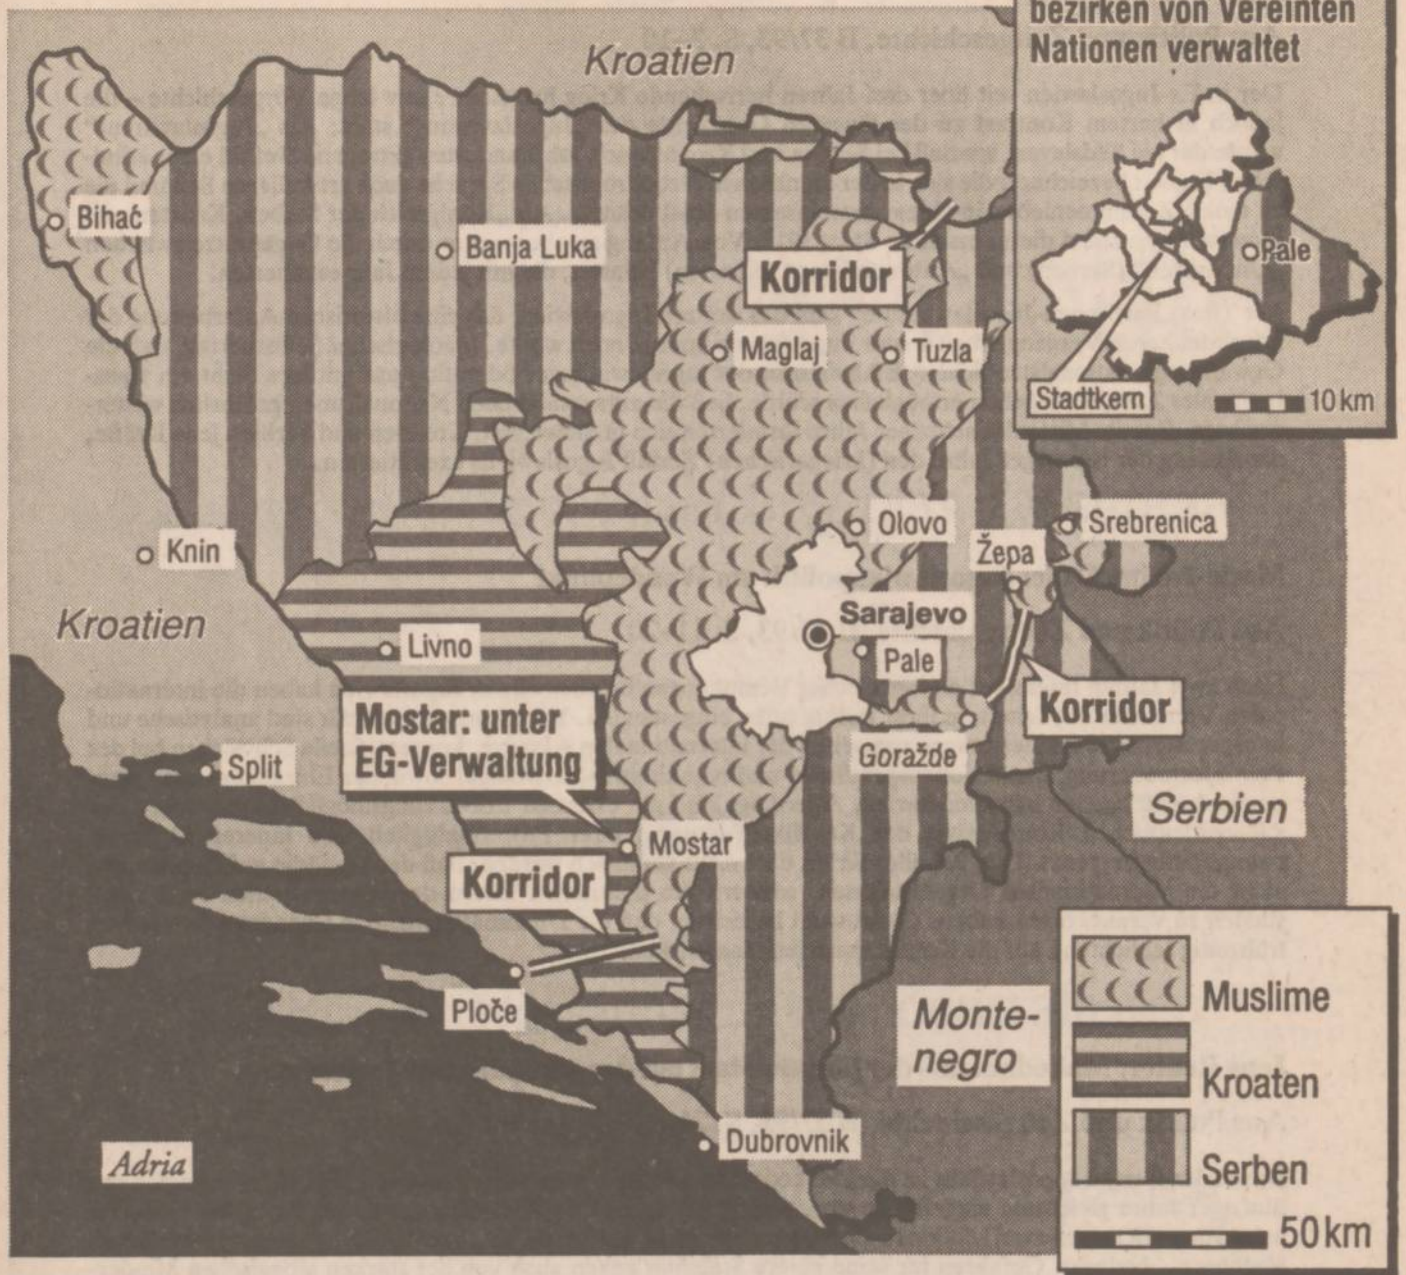 bezirken von Vereinten
Nationen verwaltet
Kroatien
Bihać
Banja Luka
Korridor
Pale
Maglaj
Tuzla
Stadtkern
10 km
Olovo
Srebrenica
Knin
Žepa
Kroatien
Sarajevo
Livno
Pale
Korridor
Mostar: unter
EG-Verwaltung
Goražde
Split
Serbien
Mostar
Korridor
Ploče
Monte-
negro
Muslime
Kroaten
Dubrovnik
Adria
Serben
50 km